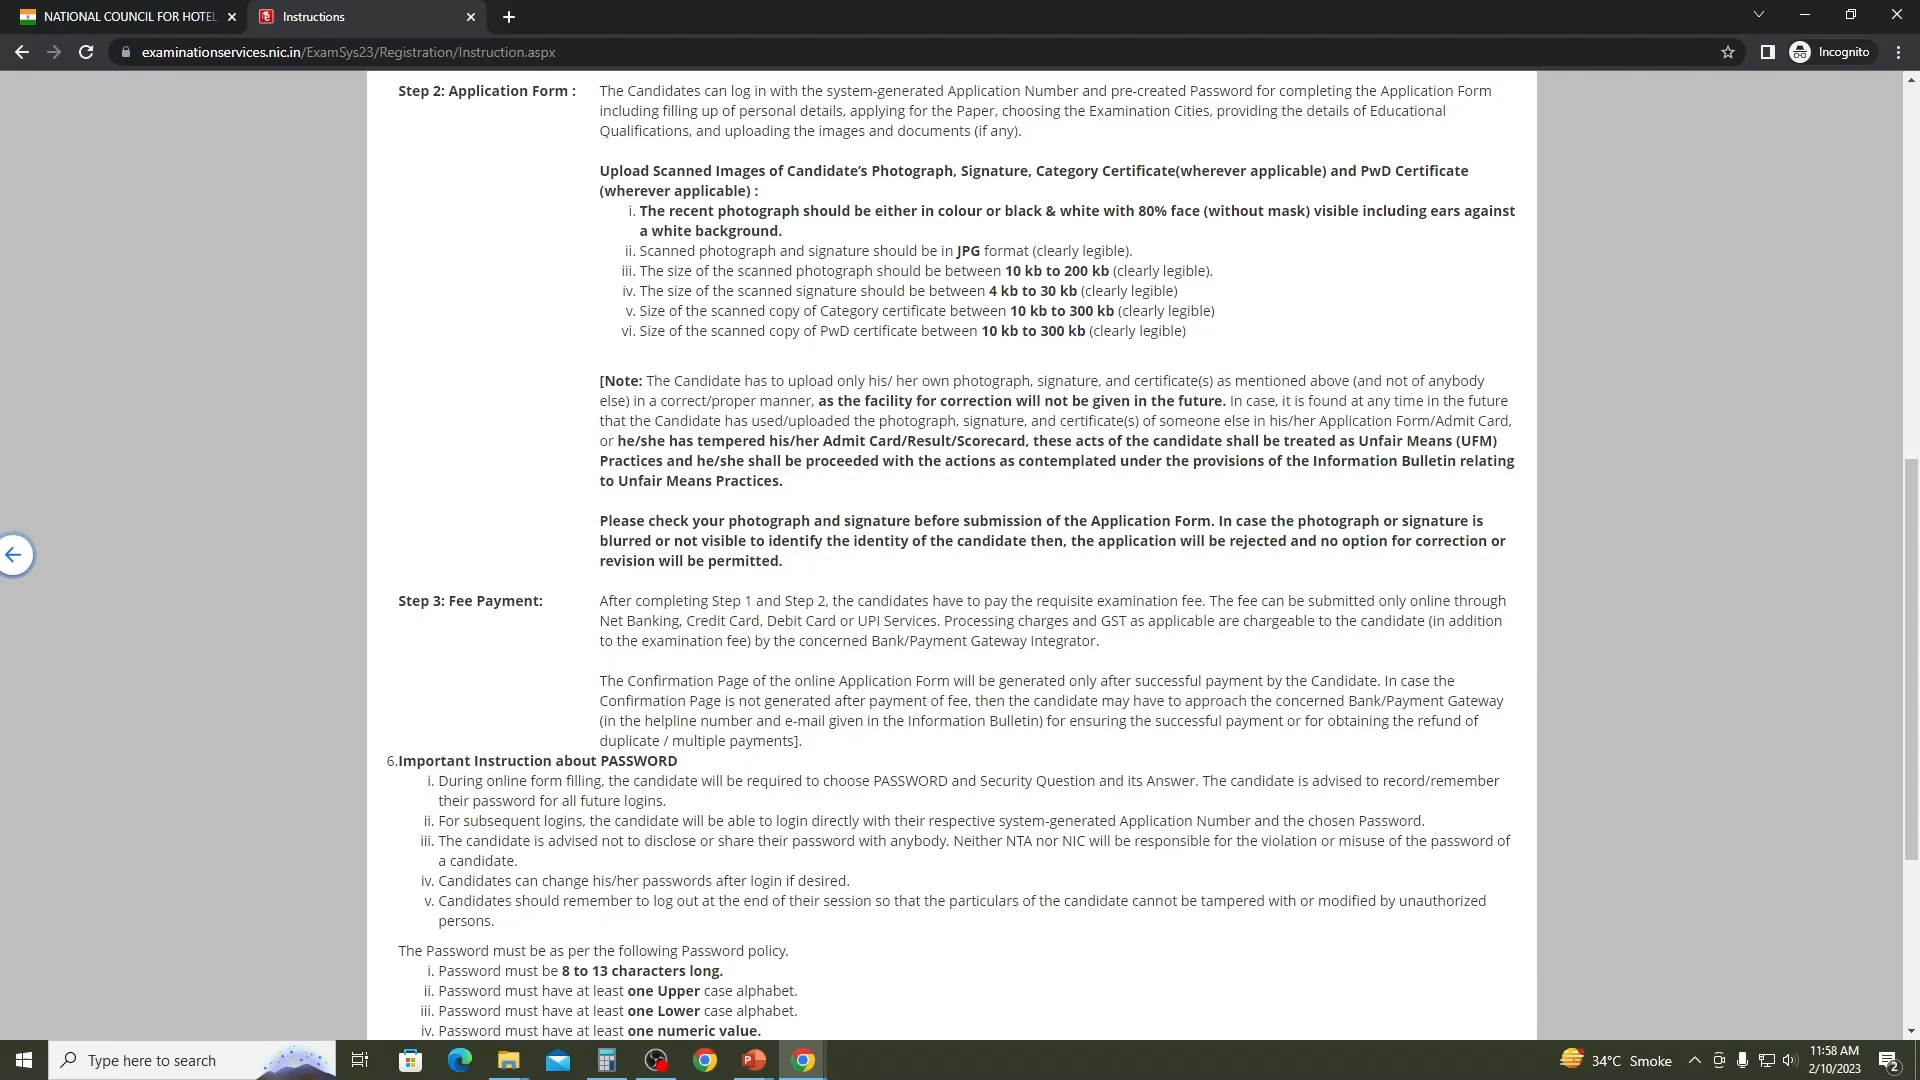 NATIONAL COUNCIL FOR HOTEL
Instructions
examinationservices.nic.in/ExamSys23/Registration/Instruction.aspx
Incognito
Step 2: Application Form : The Candidates can log in with the system-generated Application Number and pre-created Password for completing the Application Form
including filling up of personal details, applying for the Paper, choosing the Examination Cities, providing the details of Educational
Qualifications, and uploading the images and documents (if any).
Upload Scanned Images of Candidate's Photograph, Signature, Category Certificate(wherever applicable) and PwD Certificate
(wherever applicable) :
i. The recent photograph should be either in colour or black & white with 80% face (without mask) visible including ears against
a white background.
ii. Scanned photograph and signature should be in JPG format (clearly legible).
iii. The size of the scanned photograph should be between 10 kb to 200 kb (clearly legible).
iv. The size of the scanned signature should be between 4 kb to 30 kb (clearly legible)
v. Size of the scanned copy of Category certificate between 10 kb to 300 kb (clearly legible)
vi. Size of the scanned copy of PwD certificate between 10 kb to 300 kb (clearly legible)
[Note: The Candidate has to upload only his/ her own photograph, signature, and certificate(s) as mentioned above (and not of anybody
else) in a correct/proper manner, as the facility for correction will not be given in the future. In case, it is found at any time in the future
that the Candidate has used/uploaded the photograph, signature, and certificate(s) of someone else in his/her Application Form/Admit Card,
or he/she has tempered his/her Admit Card/Result/Scorecard, these acts of the candidate shall be treated as Unfair Means (UFM)
Practices and he/she shall be proceeded with the actions as contemplated under the provisions of the Information Bulletin relating
to Unfair Means Practices.
Please check your photograph and signature before submission of the Application Form. In case the photograph or signature is
blurred or not visible to identify the identity of the candidate then, the application will be rejected and no option for correction or
revision will be permitted.
Step 3: Fee Payment: After completing Step 1 and Step 2, the candidates have to pay the requisite examination fee. The fee can be submitted only online through
Net Banking, Credit Card, Debit Card or UPI Services. Processing charges and GST as applicable are chargeable to the candidate (in addition
to the examination fee) by the concerned Bank/Payment Gateway Integrator.
The Confirmation Page of the online Application Form will be generated only after successful payment by the Candidate. In case the
Confirmation Page is not generated after payment of fee, then the candidate may have to approach the concerned Bank/Payment Gateway
(in the helpline number and e-mail given in the Information Bulletin) for ensuring the successful payment or for obtaining the refund of
duplicate / multiple payments].
6.Important Instruction about PASSWORD
i. During online form filling, the candidate will be required to choose PASSWORD and Security Question and its Answer. The candidate is advised to record/remember
their password for all future logins.
ii. For subsequent logins, the candidate will be able to login directly with their respective system-generated Application Number and the chosen Password.
iii. The candidate is advised not to disclose or share their password with anybody. Neither NTA nor NIC will be responsible for the violation or misuse of the password of
a candidate.
iv. Candidates can change his/her passwords after login if desired.
v. Candidates should remember to log out at the end of their session so that the particulars of the candidate cannot be tampered with or modified by unauthorized
persons.
The Password must be as per the following Password policy.
i. Password must be 8 to 13 characters long.
ii. Password must have at least one Upper case alphabet.
iii. Password must have at least one Lower case alphabet.
iv. Password must have at least one numeric value.
Type here to search
34°C Smoke
11:58 AM
2/10/2023
2